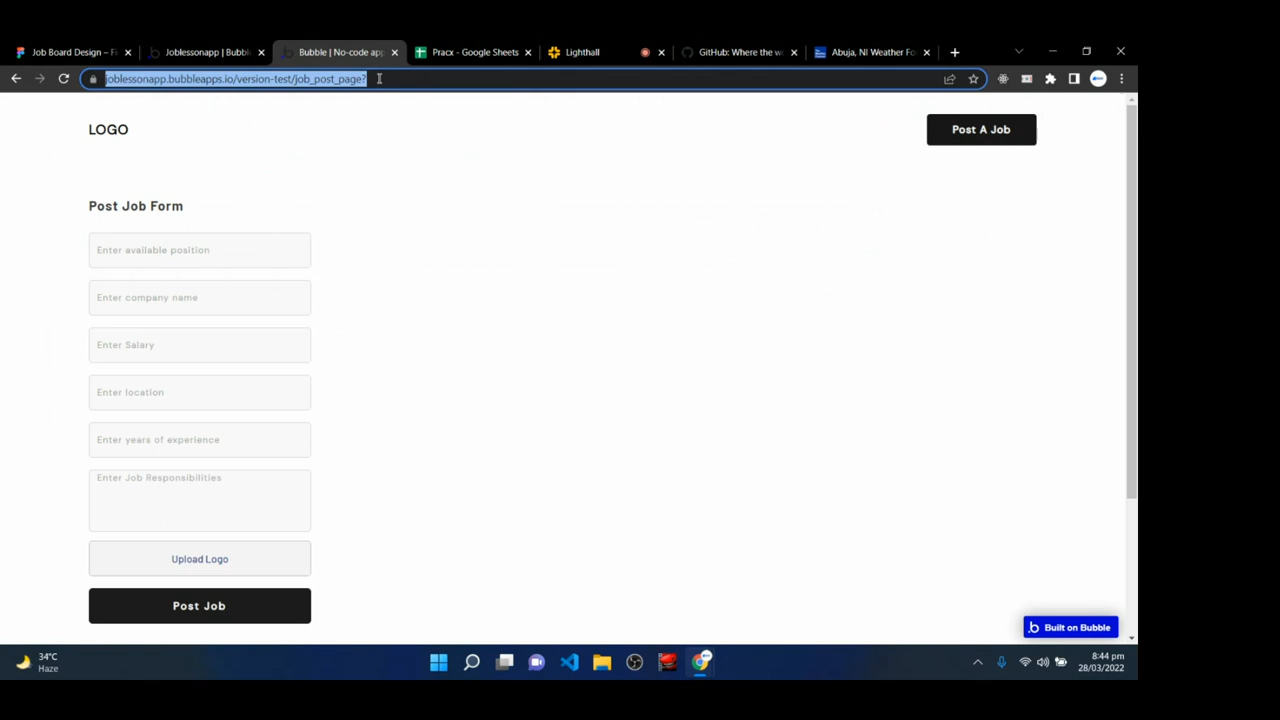 Job Board Design – Fi
Joblessonapp | Bubbl
Bubble | No-code app
Pracx - Google Sheets
Lighthall
GitHub: Where the w
Abuja, NI Weather Fo
joblessonapp.bubbleapps.io/version-test/job_post_page?
LOGO
Post A Job
Post Job Form
Enter available position
Enter company name
Enter Salary
Enter location
Enter years of experience
Enter Job Responsibilities
Upload Logo
Post Job
Built on Bubble
34°C
Haze
8:44 pm
28/03/2022